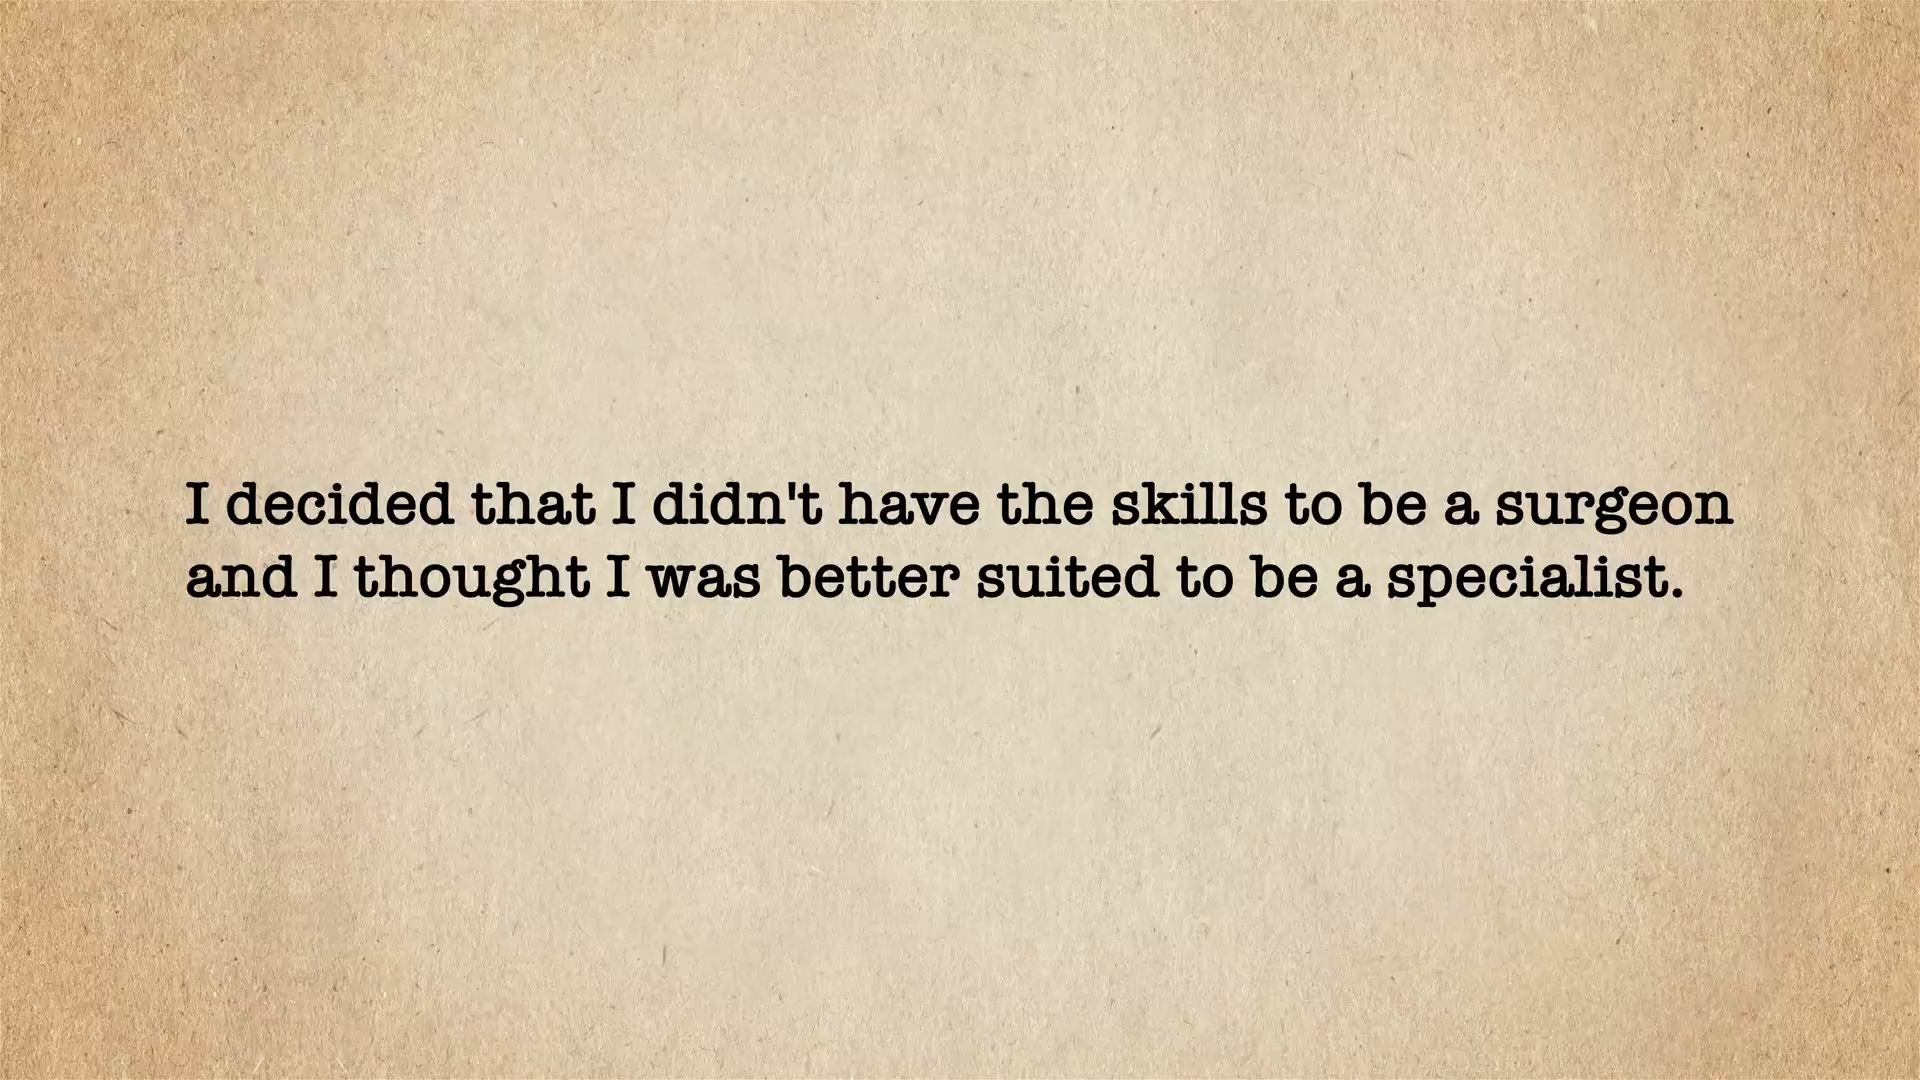 I decided that I didn't have the skills to be a surgeon
and I thought I was better suited to be a specialist.